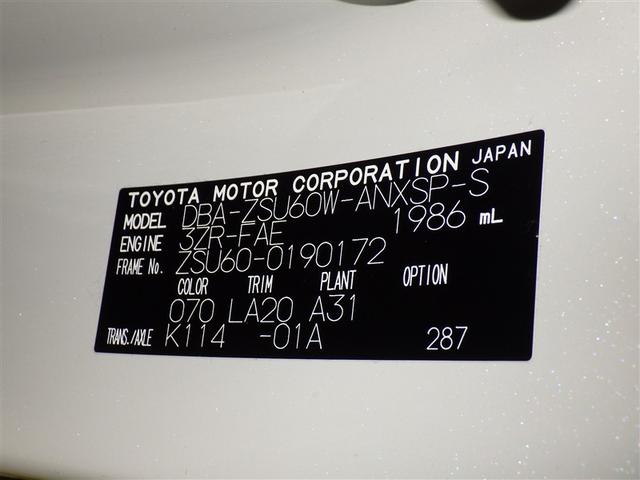 TOYOTA MOTOR CORPORATION JAPAN
MODEL DBA-ZSU60W-ANXSP-S
ENGINE 3ZR-FAE 1986 mL
FRAME No. ZSU60-0190172
COLOR TRIM PLANT OPTION
070 LA20 A31
TRANS./AXLE K114 -01A 287